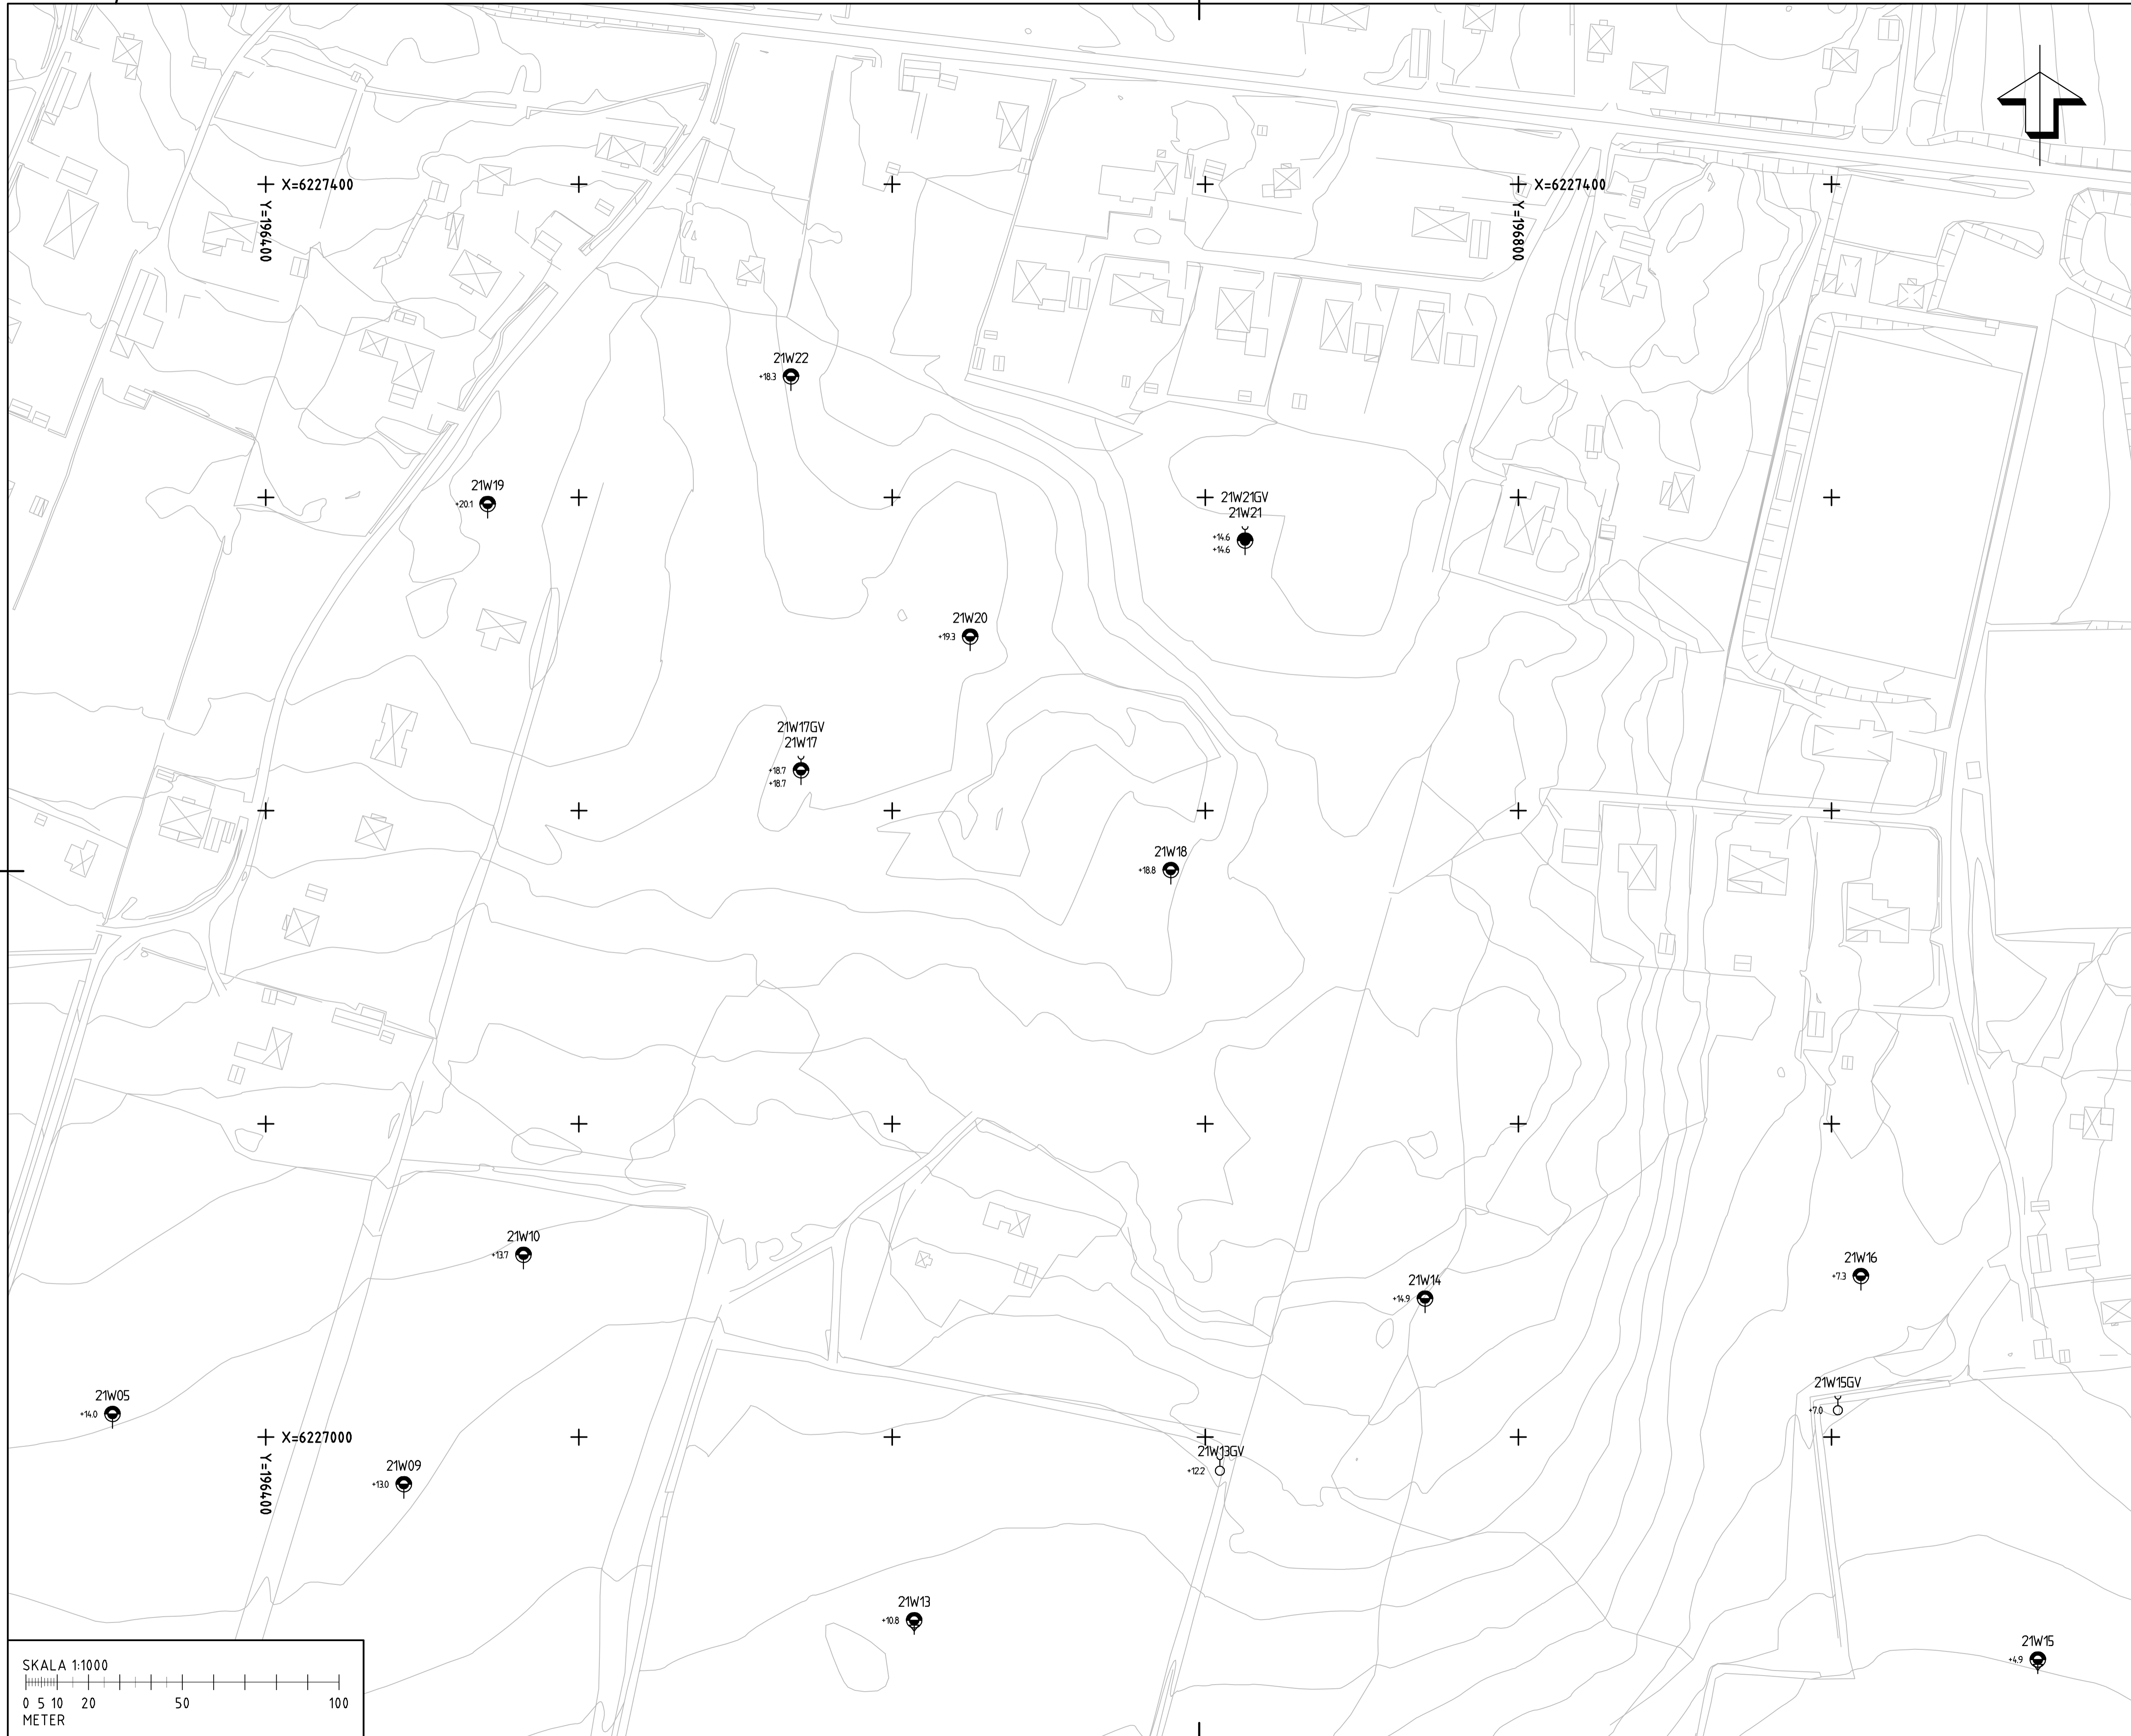 X=6227400
Y=196400
X=6227400
Y=196800
21W22
+18.3
21W19
+20.1
21W21GV
21W21
+14.6
+14.6
21W20
+19.3
21W17GV
21W17
+18.7
+18.7
21W18
+18.8
21W10
+13.7
21W16
+7.3
21W14
+14.9
21W15GV
+7.0
21W05
+14.0
X=6227000
Y=196400
21W13GV
+12.2
21W09
+13.0
21W13
+10.8
21W15
+4.9
SKALA 1:1000
0 5 10 20 50 100
METER